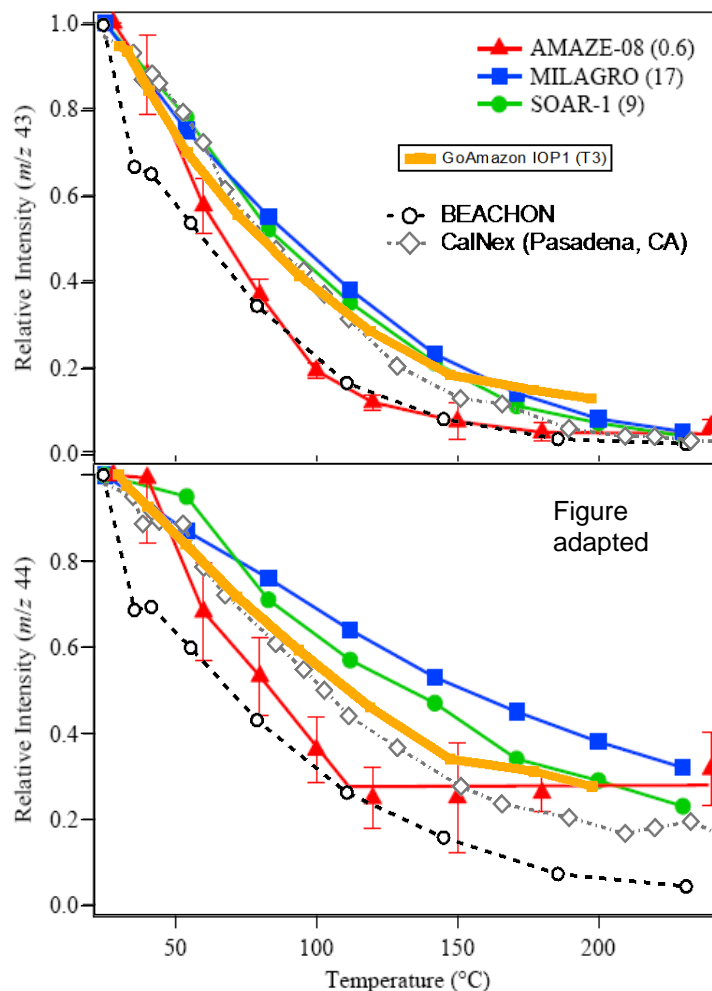 1.0
0.8
0.6
0.4
0.2
0.0
Relative Intensity (m/z 43)
AMAZE-08 (0.6)
MILAGRO (17)
SOAR-1 (9)
GoAmazon IOP1 (T3)
BEACHON
CalNex (Pasadena, CA)
0.8
0.6
0.4
0.2
0.0
Relative Intensity (m/z 44)
Figure
adapted
50
100
150
200
Temperature (°C)